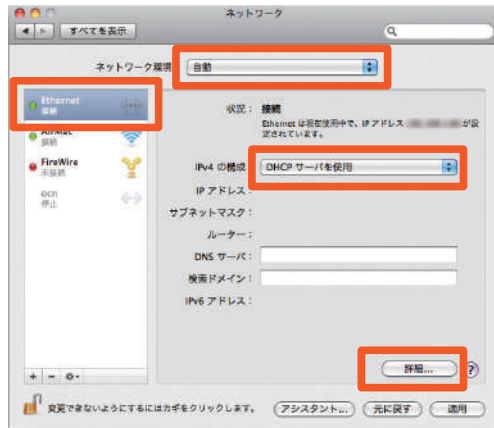 ネットワーク
すべてを表示
ネットワーク環境
自動
Ethernet
接続
状況：
接続
Ethernet は現在使用中で、IP アドレス
が設
定されています。
AirMac
接続
FireWire
未接続
停止
IPv4 の構成
DHCP サーバを使用
IP アドレス：
サブネットマスク：
ルーター：
DNS サーバ：
検索ドメイン：
IPv6 アドレス：
詳細...
?
変更できないようにするにはカギをクリックします。
アシスタント...
元に戻す
適用